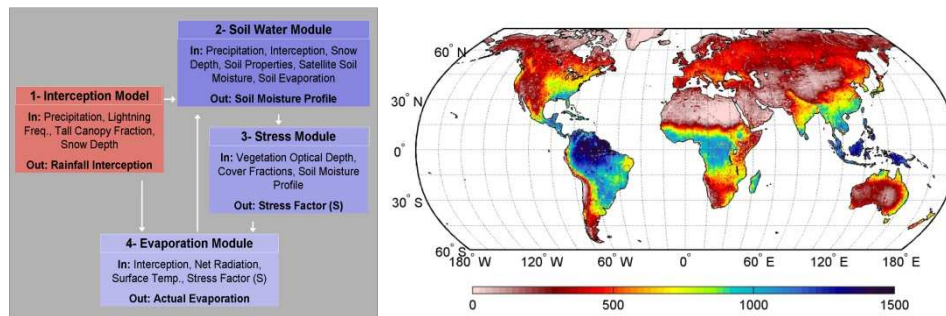 2- Soil Water Module
In: Precipitation, Interception, Snow
Depth, Soil Properties, Satellite Soil
Moisture, Soil Evaporation
Out: Soil Moisture Profile
1- Interception Model
In: Precipitation, Lightning
Freq., Tall Canopy Fraction,
Snow Depth
Out: Rainfall Interception
3- Stress Module
In: Vegetation Optical Depth,
Cover Fractions, Soil Moisture
Profile
Out: Stress Factor (S)
4- Evaporation Module
In: Interception, Net Radiation,
Surface Temp., Stress Factor (S)
Out: Actual Evaporation
60° N
30° N
0°
30° S
60° S
180° W 120° W 60° W 0° E 60° E 120° E 180° E
0 500 1000 1500